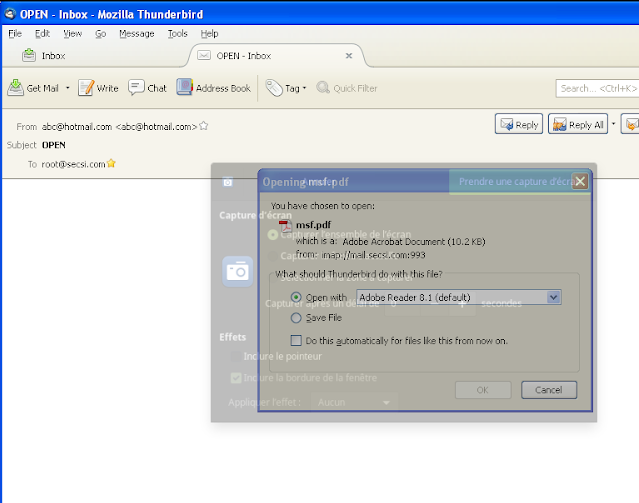 OPEN - Inbox - Mozilla Thunderbird
File Edit View Go Message Tools Help
Inbox OPEN - Inbox
Get Mail Write Chat Address Book Tag Quick Filter Search... <Ctrl+K>
From abc@hotmail.com <abc@hotmail.com> Reply Reply All
Subject OPEN
To root@secsi.com
Opening msf.pdf Prendre une capture d'écran
You have chosen to open:
Capture d'écran
msf.pdf
Capturer l'ensemble de l'écran
which is a: Adobe Acrobat Document (10.2 KB)
from: imap://mail.secsi.com:993
What should Thunderbird do with this file?
Sélectionner la zone à capturer
Open with Adobe Reader 8.1 (default)
Capturer après un délai de secondes
Save File
Effets
Do this automatically for files like this from now on.
Inclure le pointeur
Inclure la bordure de la fenêtre
OK Cancel
Appliquer l'effet : Aucun